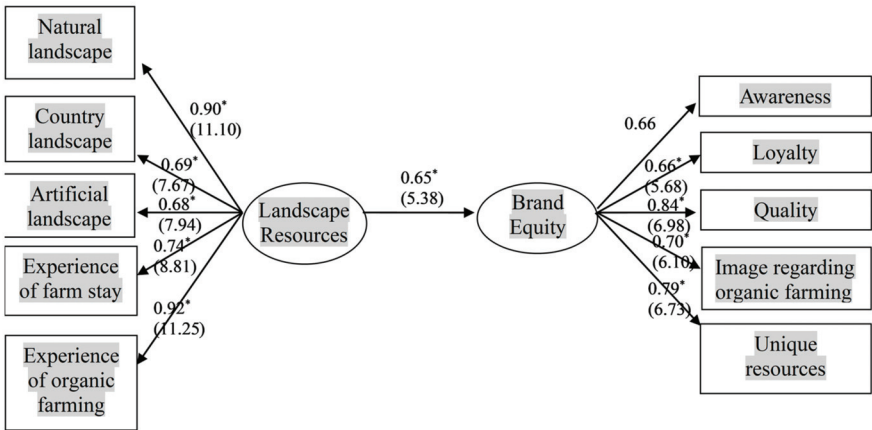 Natural
landscape
0.90*
(11.10)
Country
landscape
0.69*
(7.67)
Artificial
landscape
0.68*
(7.94)
Experience
of farm stay
0.74*
(8.81)
Experience
of organic
farming
0.92*
(11.25)
Landscape
Resources
0.65*
(5.38)
Brand
Equity
0.66
Awareness
0.66*
(5.68)
Loyalty
0.84*
(6.98)
Quality
0.70*
(6.10)
Image regarding
organic farming
0.79*
(6.73)
Unique
resources